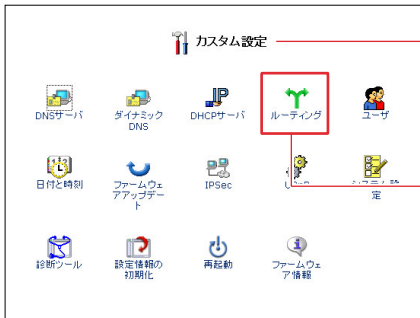 カスタム設定
DNSサーバ
ダイナミック
DNS
DHCPサーバ
ルーティング
ユーザ
日付と時刻
ファームウェ
アアップデー
ト
IPSec
定
診断ツール
設定情報の
初期化
再起動
ファームウェ
ア情報